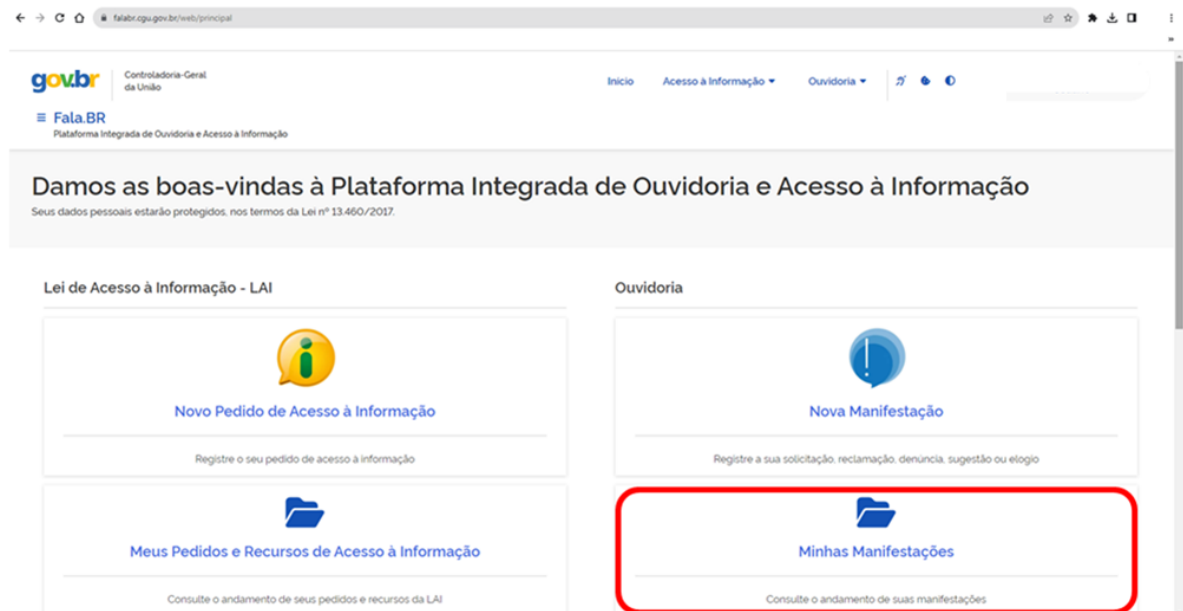 falabr.cgu.gov.br/web/principal
gov.br
Controladoria-Geral
da União
Início Acesso à Informação Ouvidoria
Fala.BR
Plataforma Integrada de Ouvidoria e Acesso à Informação
Damos as boas-vindas à Plataforma Integrada de Ouvidoria e Acesso à Informação
Seus dados pessoais estarão protegidos, nos termos da Lei nº 13.460/2017.
Lei de Acesso à Informação - LAI
Novo Pedido de Acesso à Informação
Registre o seu pedido de acesso à informação
Meus Pedidos e Recursos de Acesso à Informação
Consulte o andamento de seus pedidos e recursos da LAI
Ouvidoria
Nova Manifestação
Registre a sua solicitação, reclamação, denúncia, sugestão ou elogio
Minhas Manifestações
Consulte o andamento de suas manifestações